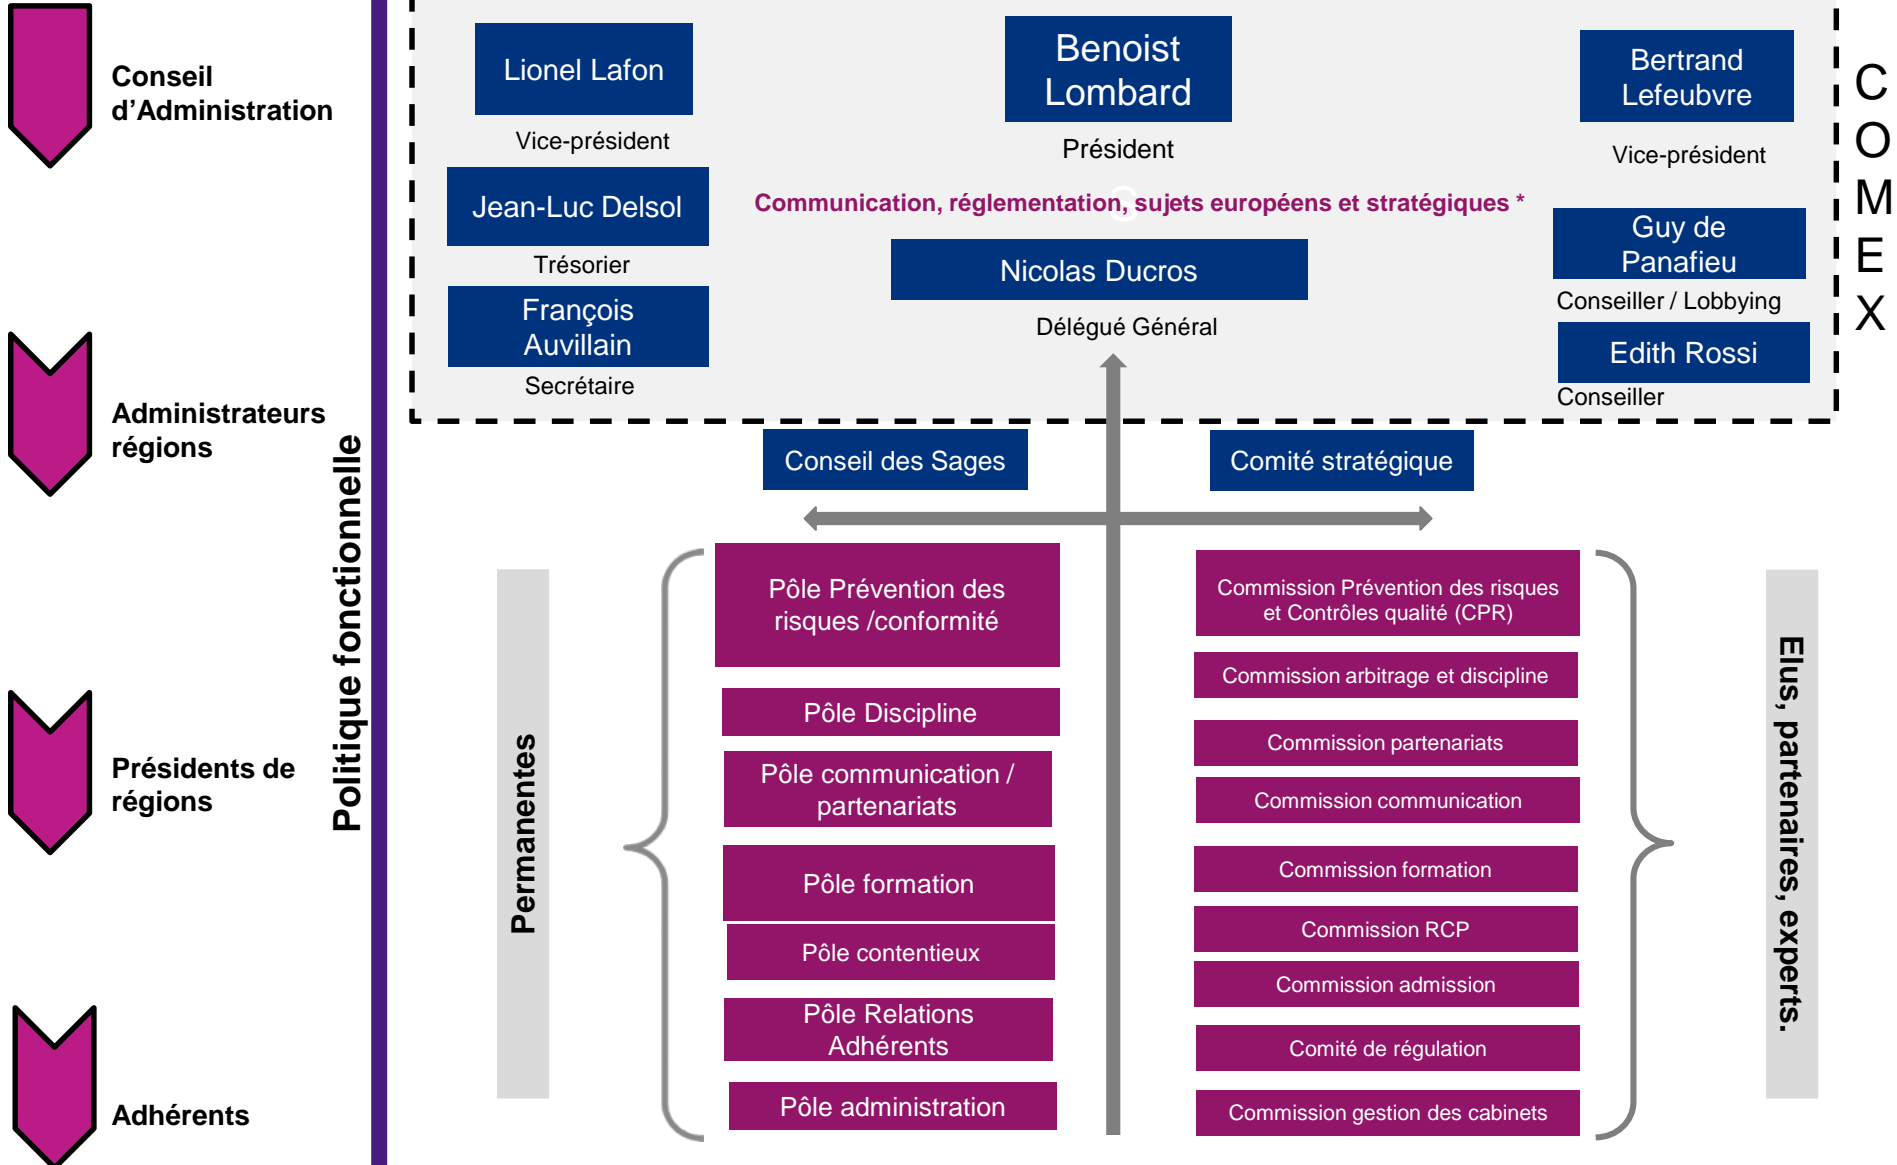 Conseil
d’Administration
Administrateurs
régions
Présidents de
régions
Adhérents
Politique fonctionnelle
Lionel Lafon
Vice-président
Jean-Luc Delsol
Trésorier
François
Auvillain
Secrétaire
Benoist
Lombard
Président
S
Communication, réglementation, sujets européens et stratégiques *
Nicolas Ducros
Délégué Général
Bertrand
Lefeubvre
Vice-président
Guy de
Panafieu
Conseiller / Lobbying
Edith Rossi
Conseiller
C
O
M
E
X
Conseil des Sages
Comité stratégique
Permanentes
Pôle Prévention des
risques /conformité
Pôle Discipline
Pôle communication /
partenariats
Pôle formation
Pôle contentieux
Pôle Relations
Adhérents
Pôle administration
Commission Prévention des risques
et Contrôles qualité (CPR)
Commission arbitrage et discipline
Commission partenariats
Commission communication
Commission formation
Commission RCP
Commission admission
Comité de régulation
Commission gestion des cabinets
Elus, partenaires, experts.